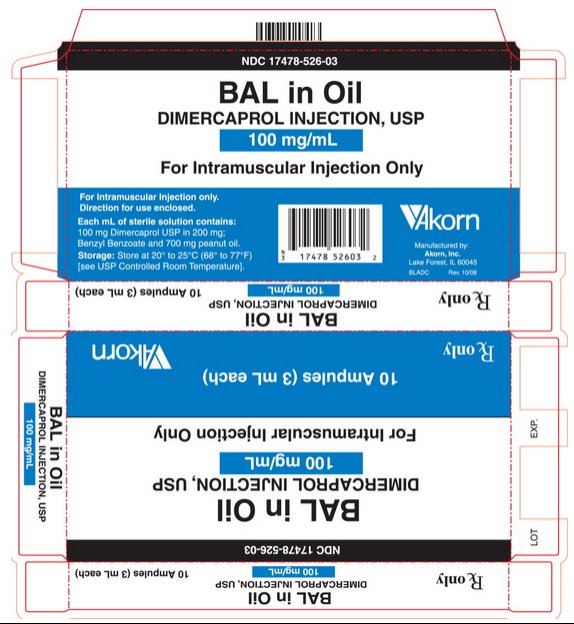 NDC 17478-526-03
BAL in Oil
DIMERCAPROL INJECTION, USP
100 mg/mL
For Intramuscular Injection Only
For Intramuscular Injection only.
Direction for use enclosed.
Each mL of sterile solution contains:
100 mg Dimercaprol USP in 200 mg;
Benzyl Benzoate and 700 mg peanut oil.
Storage: Store at 20° to 25°C (68° to 77°F)
[see USP Controlled Room Temperature].
N
3 17478 52603 2
Akorn
Manufactured by:
Akorn, Inc.
Lake Forest, IL 60045
BLADC Rev. 10/08
BAL in Oil
DIMERCAPROL INJECTION, USP
100 mg/mL
10 Ampules (3 mL each)
Rx only
NDC 17478-526-03
BAL in Oil
DIMERCAPROL INJECTION, USP
100 mg/mL
For Intramuscular Injection Only
10 Ampules (3 mL each)
Rx only
Akorn
BAL in Oil
DIMERCAPROL INJECTION, USP
100 mg/mL
EXP.
LOT
BAL in Oil
DIMERCAPROL INJECTION, USP
100 mg/mL
10 Ampules (3 mL each)
Rx only